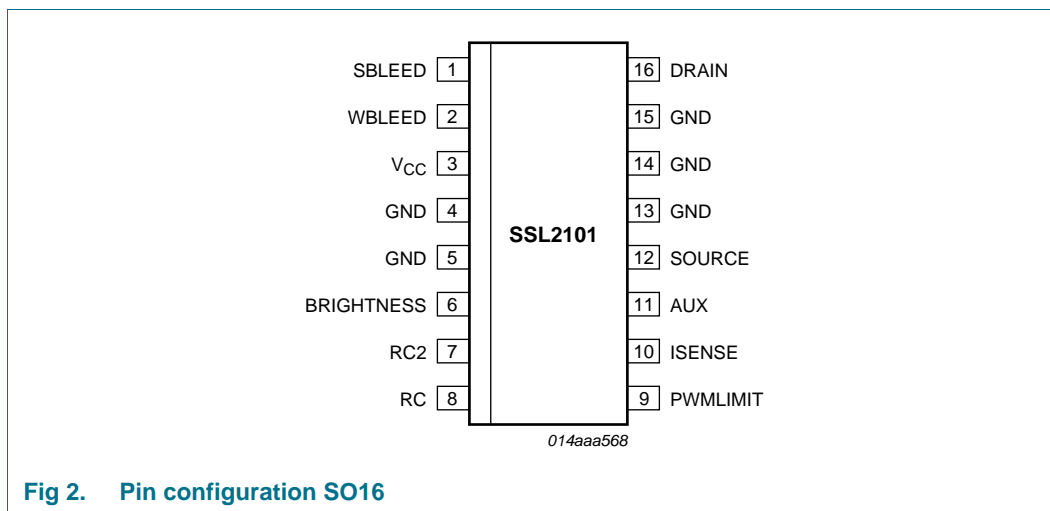 SBLEED 1 16 DRAIN
WBLEED 2 15 GND
VCC 3 14 GND
GND 4 13 GND
SSL2101
GND 5 12 SOURCE
BRIGHTNESS 6 11 AUX
RC2 7 10 ISENSE
RC 8 9 PWMLIMIT
014aaa568
Fig 2. Pin configuration SO16